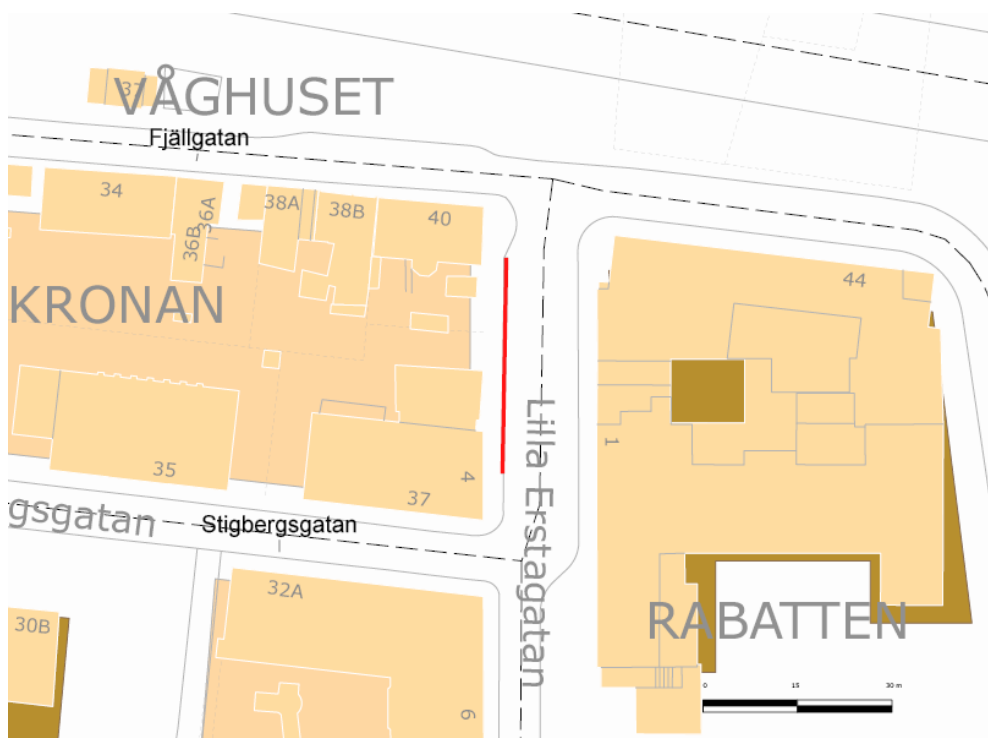 37
VÅGHUSET
Fjällgatan
34
36A
36B
38A
38B
40
44
KRONAN
Lilla Erstagatan
1
35
4
37
gsgatan
Stigbergsgatan
32A
30B
RABATTEN
6
0 15 30 m